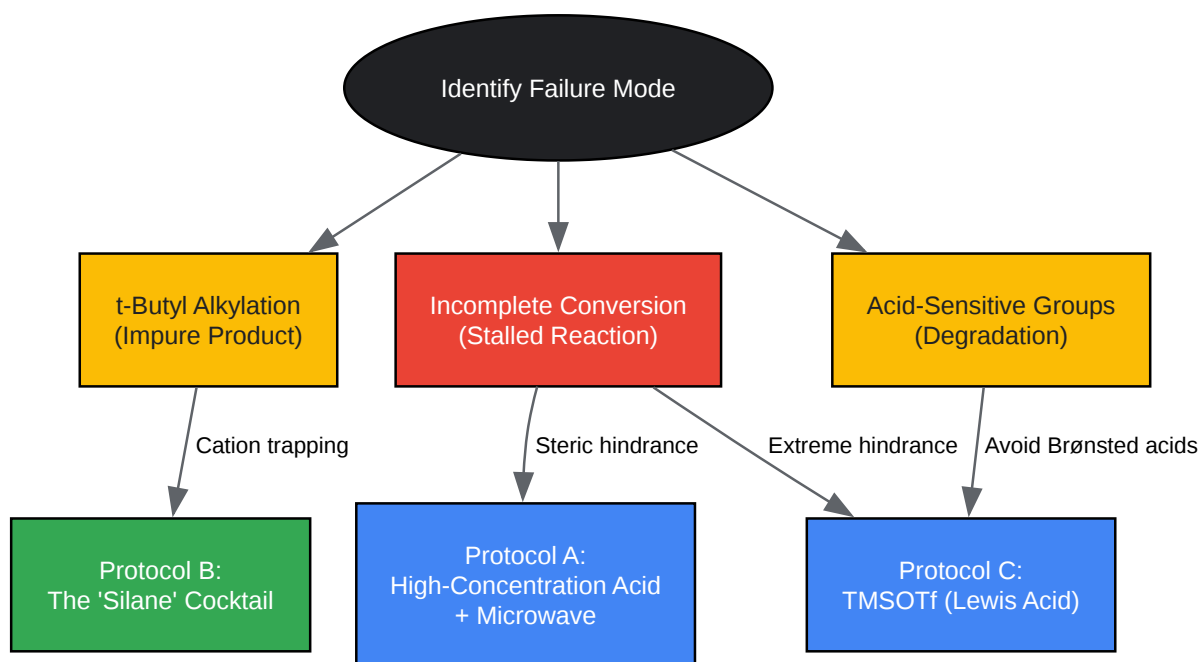 Identify Failure Mode
t-Butyl Alkylation
(Impure Product)
Incomplete Conversion
(Stalled Reaction)
Acid-Sensitive Groups
(Degradation)
Cation trapping
Steric hindrance
Extreme hindrance
Avoid Brønsted acids
Protocol B:
The 'Silane' Cocktail
Protocol A:
High-Concentration Acid
+ Microwave
Protocol C:
TMSOTf (Lewis Acid)